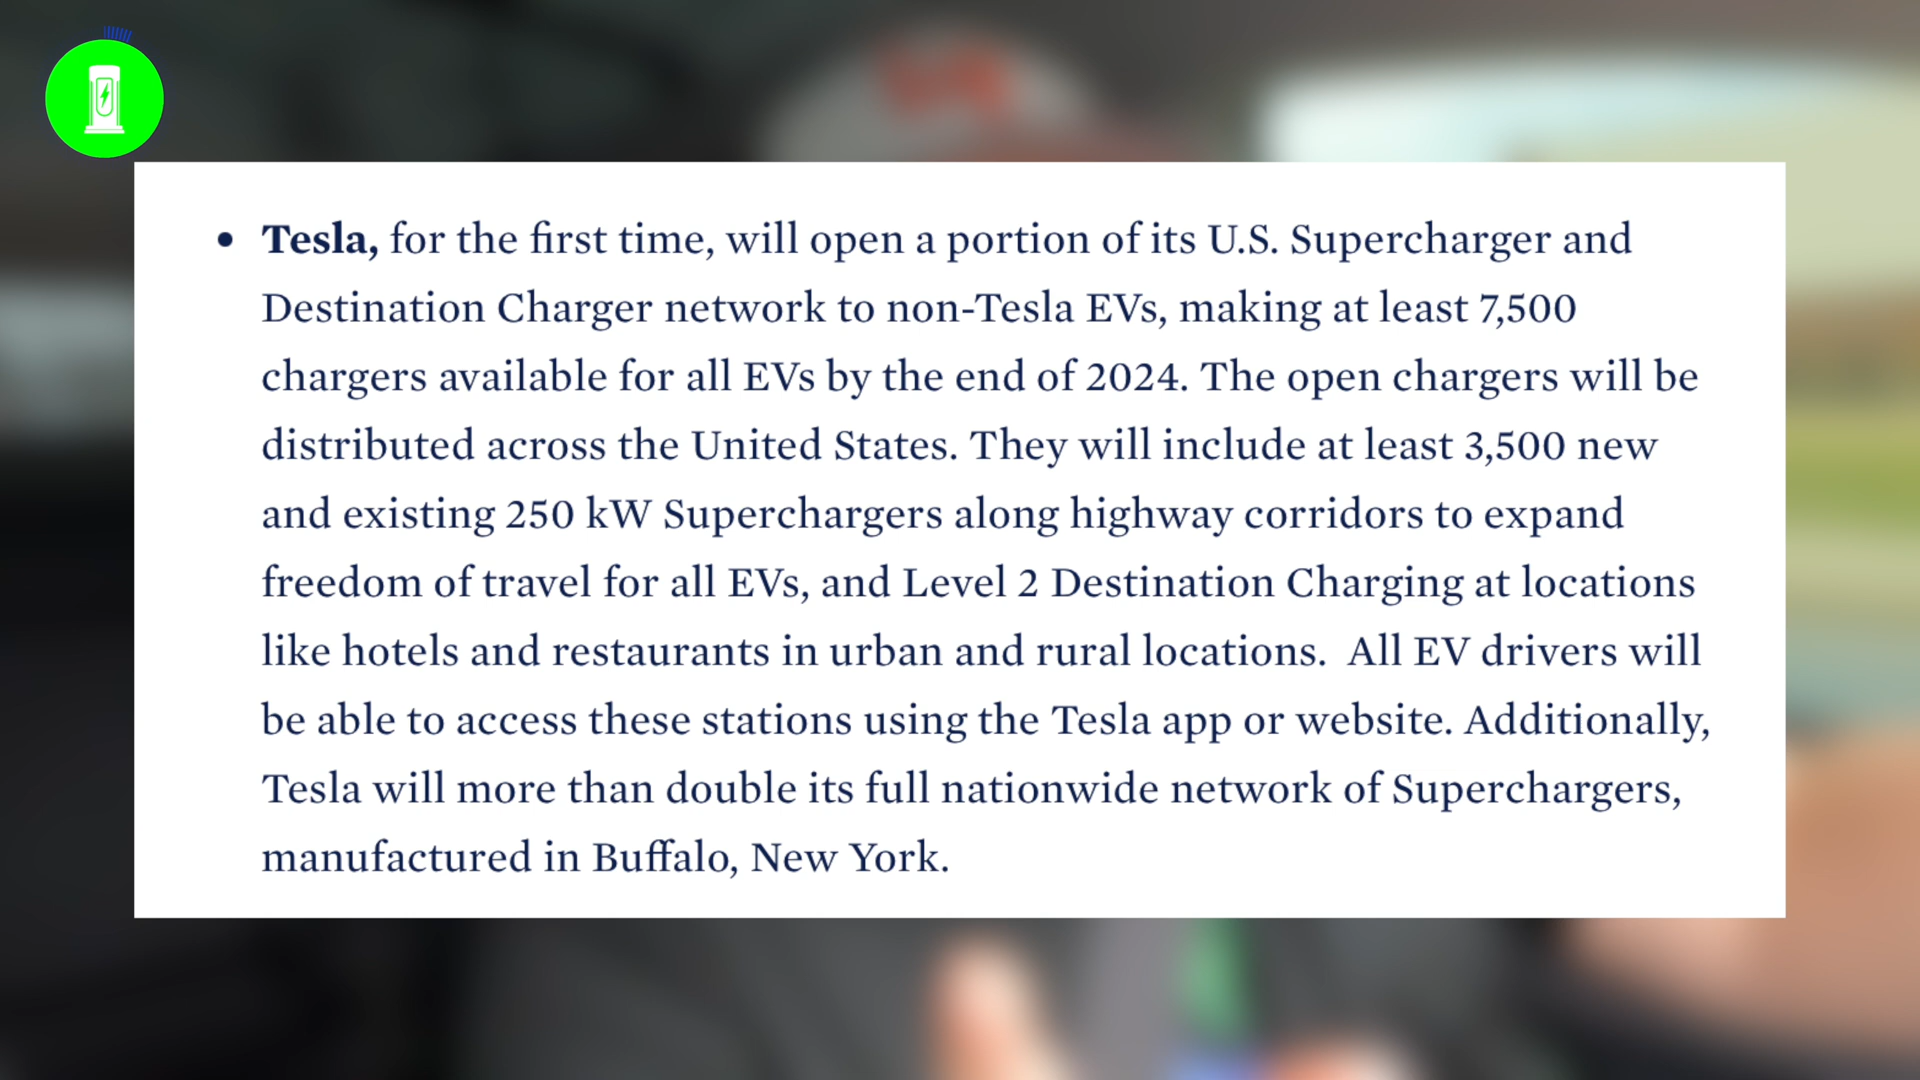 • Tesla, for the first time, will open a portion of its U.S. Supercharger and
Destination Charger network to non-Tesla EVs, making at least 7,500
chargers available for all EVs by the end of 2024. The open chargers will be
distributed across the United States. They will include at least 3,500 new
and existing 250 kW Superchargers along highway corridors to expand
freedom of travel for all EVs, and Level 2 Destination Charging at locations
like hotels and restaurants in urban and rural locations.  All EV drivers will
be able to access these stations using the Tesla app or website. Additionally,
Tesla will more than double its full nationwide network of Superchargers,
manufactured in Buffalo, New York.